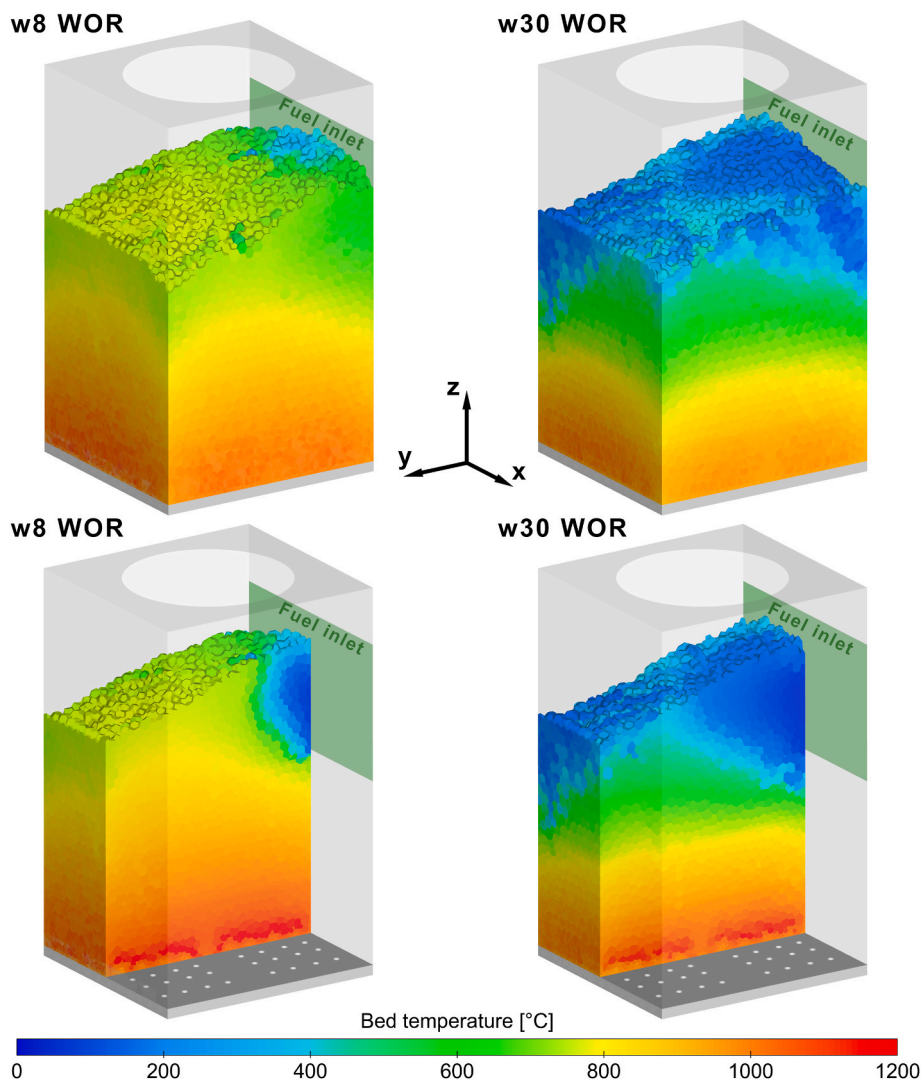 w8 WOR
w30 WOR
Fuel inlet
Fuel inlet
z
y
x
w8 WOR
w30 WOR
Fuel inlet
Fuel inlet
Bed temperature [°C]
0 200 400 600 800 1000 1200